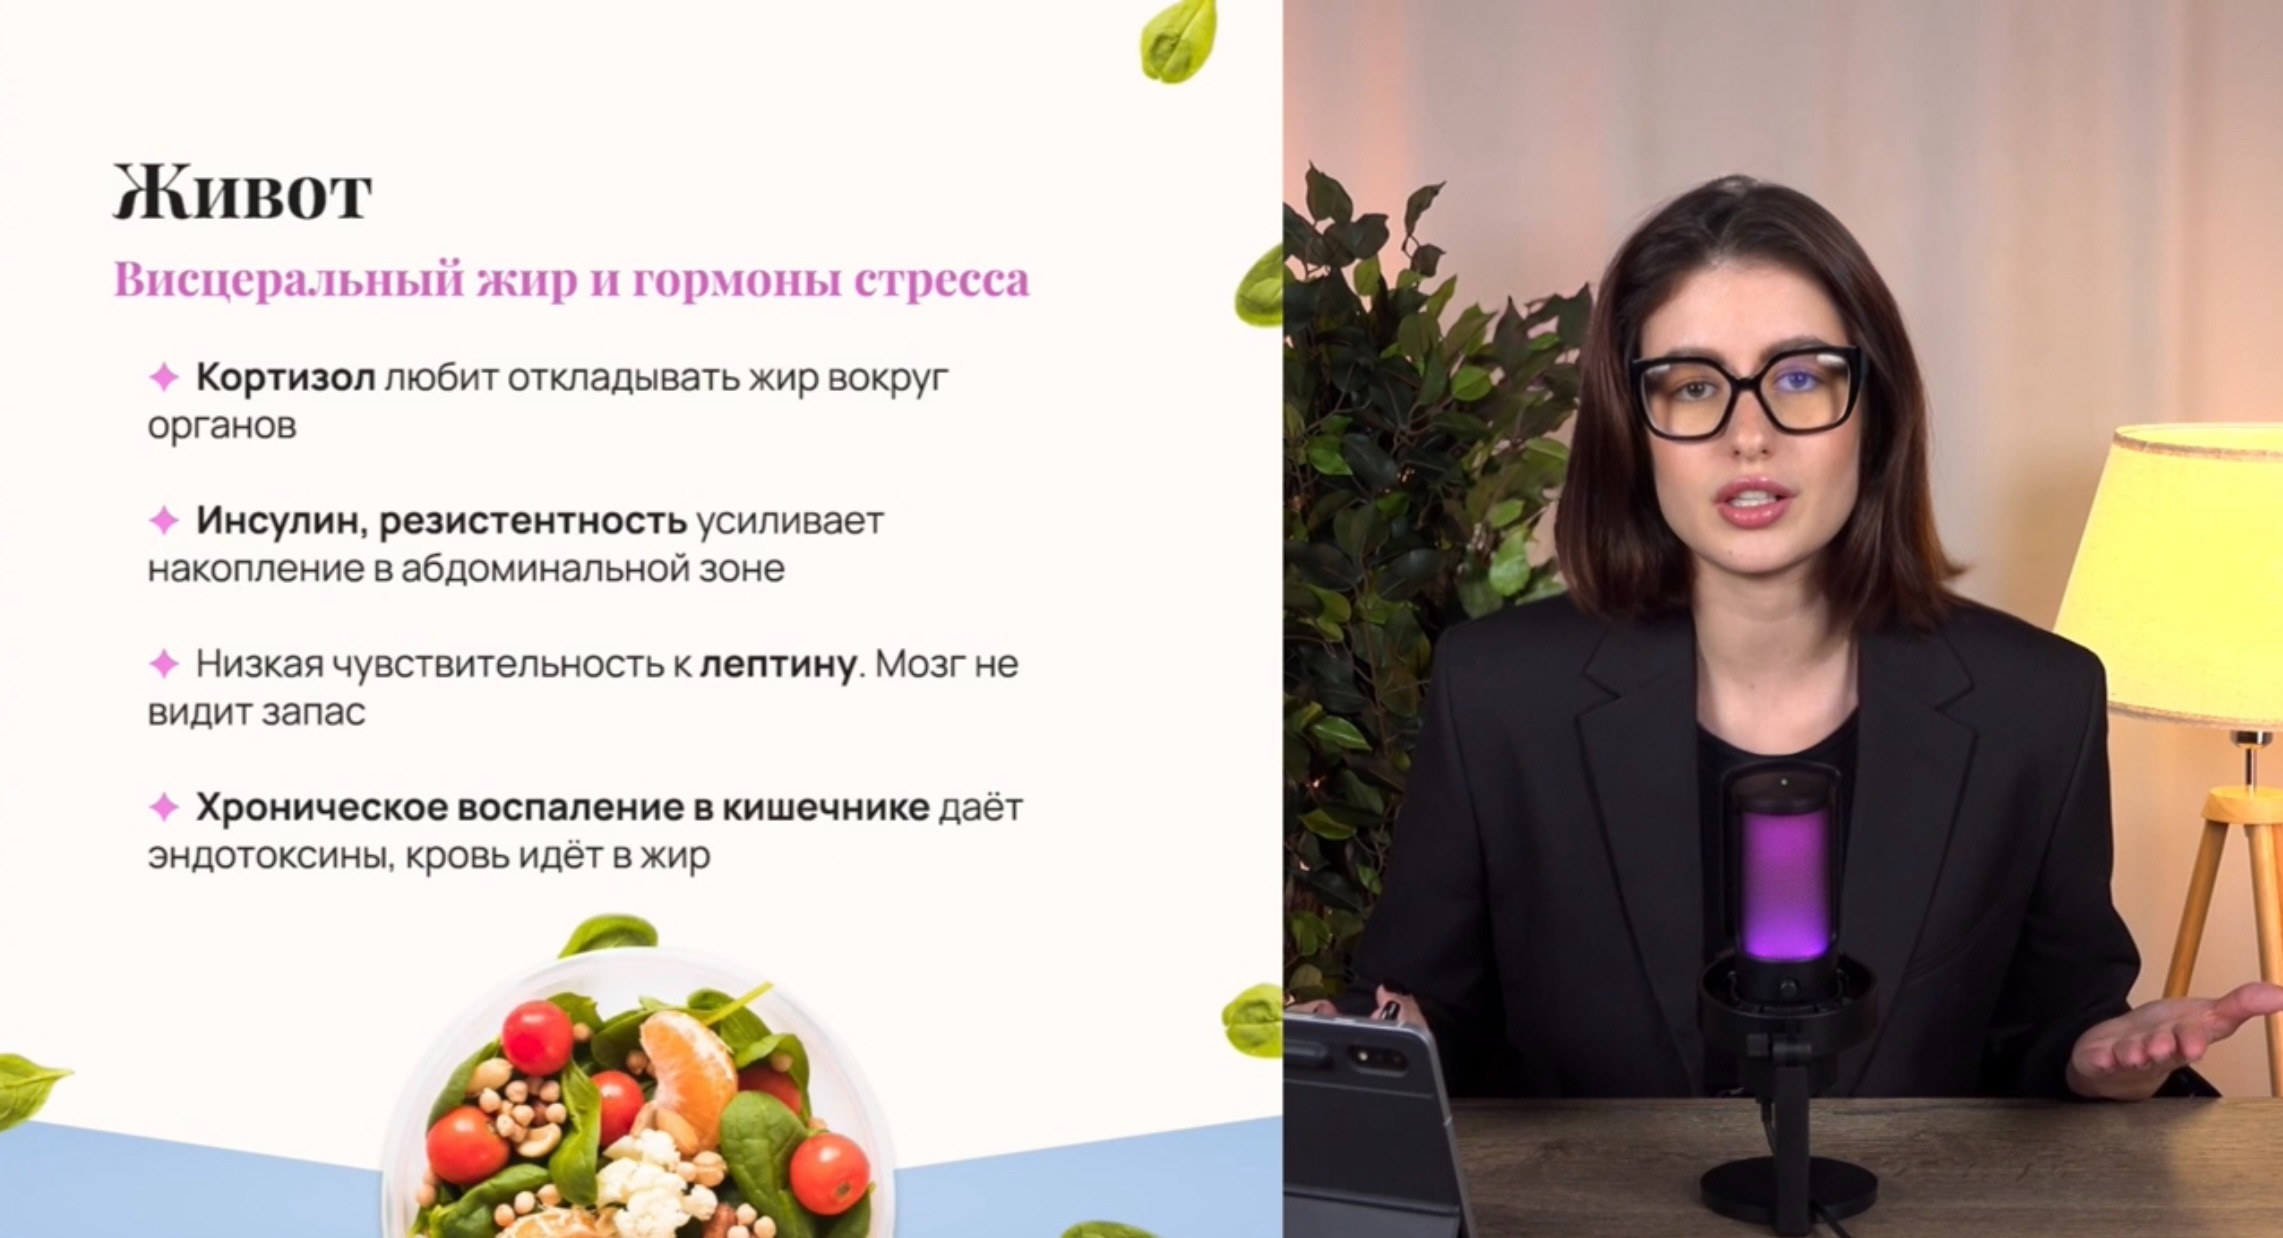 Живот
Висцеральный жир и гормоны стресса
Кортизол любит откладывать жир вокруг
органов
Инсулин, резистентность усиливает
накопление в абдоминальной зоне
Низкая чувствительность к лептину. Мозг не
видит запас
Хроническое воспаление в кишечнике даёт
эндотоксины, кровь идёт в жир